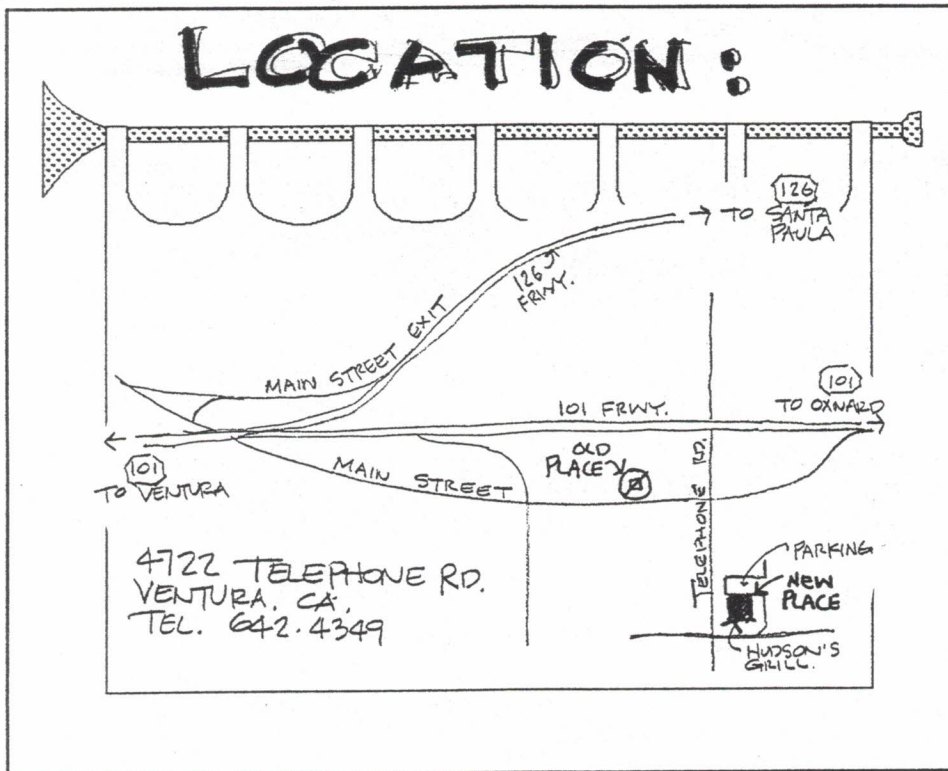 LOCATION:
126
TO SANTA
PAULA
126
FRWY.
MAIN STREET EXIT
101
TO OXNARD
101 FRWY.
OLD
PLACE
101
TO VENTURA
MAIN STREET
TELEPHONE RD.
4722 TELEPHONE RD.
VENTURA, CA.
TEL. 642.4349
PARKING
NEW
PLACE
HUDSON'S
GRILL.